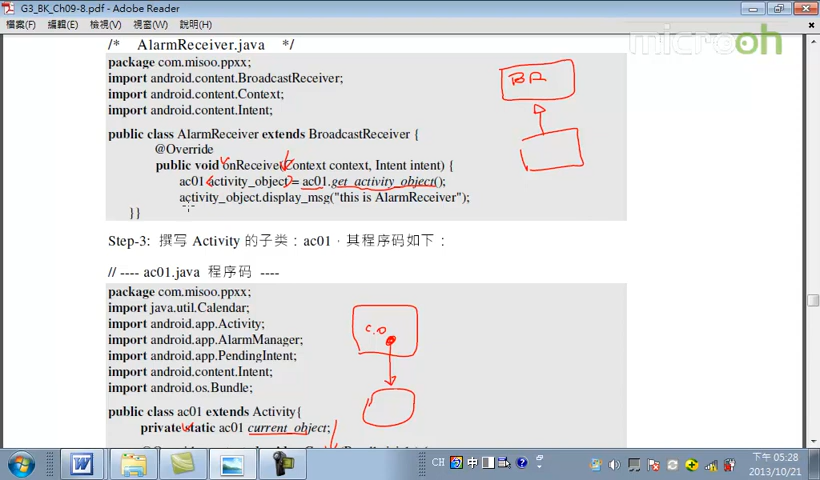 G3_BK_Ch09-8.pdf - Adobe Reader
檔案(F) 編輯(E) 檢視(V) 視窗(W) 說明(H)
microoh
/* AlarmReceiver.java */
package com.misoo.ppxx;
import android.content.BroadcastReceiver;
import android.content.Context;
import android.content.Intent;
BR
public class AlarmReceiver extends BroadcastReceiver {
@Override
public void onReceive(Context context, Intent intent) {
ac01 activity_object = ac01.get_activity_object();
activity_object.display_msg("this is AlarmReceiver");
}}
Step-3: 撰写 Activity 的子类：ac01，其程序码如下：
// ---- ac01.java 程序码 ----
package com.misoo.ppxx;
import java.util.Calendar;
import android.app.Activity;
import android.app.AlarmManager;
c.o
import android.app.PendingIntent;
import android.content.Intent;
import android.os.Bundle;
public class ac01 extends Activity{
private static ac01 current_object;
CH 中
下午 05:28
2013/10/21